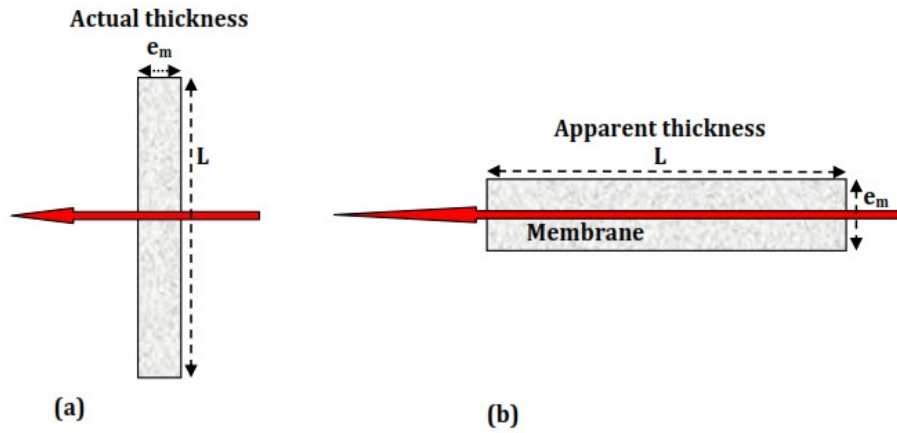 Actual thickness
eₘ
L
(a)
Apparent thickness
L
eₘ
Membrane
(b)